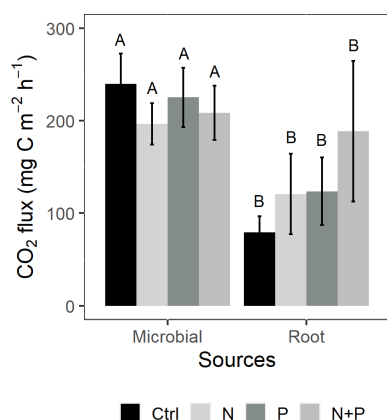 300
200
100
0
CO₂ flux (mg C m⁻² h⁻¹)
A
A
A
A
B
B
B
B
Microbial
Root
Sources
Ctrl N P N+P